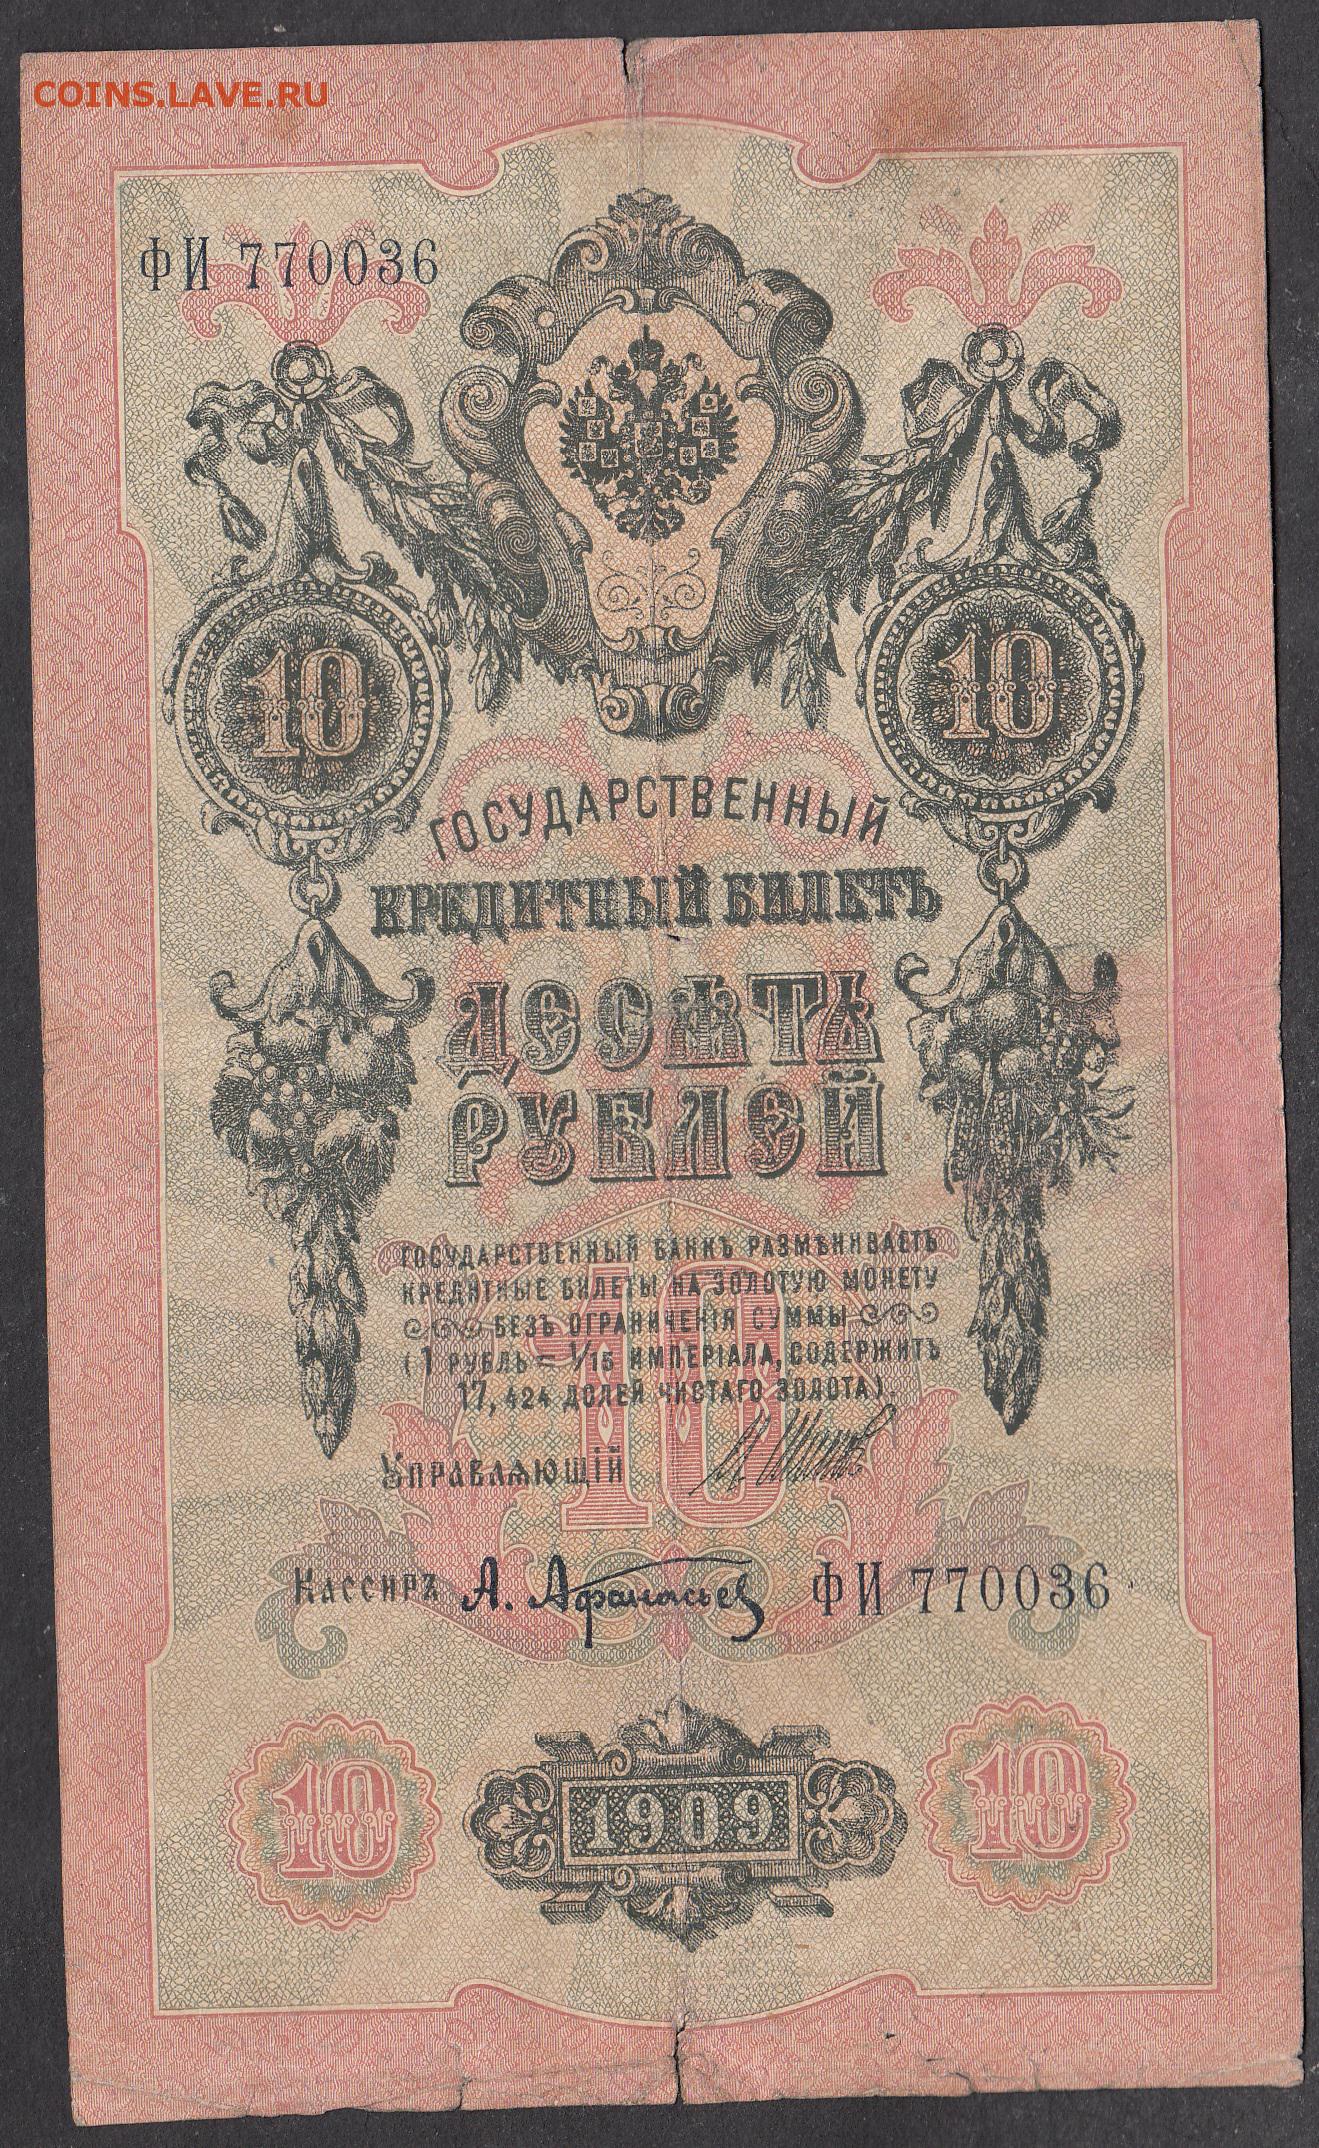 COINS.LAVE.RU
ФИ 770036
10
10
ГОСУДАРСТВЕННЫЙ
КРЕДИТНЫЙ БИЛЕТЪ
ДЕСЯТЬ
РУБЛЕЙ
ГОСУДАРСТВЕННЫЙ БАНКЪ РАЗМѢНИВАЕТЪ
КРЕДИТНЫЕ БИЛЕТЫ НА ЗОЛОТУЮ МОНЕТУ
БЕЗЪ ОГРАНИЧЕНІЯ СУММЫ
(1 РУБЛЬ = 1/15 ИМПЕРІАЛА, СОДЕРЖИТЪ
17,424 ДОЛЕЙ ЧИСТАГО ЗОЛОТА).
10
УПРАВЛЯЮЩІЙ
КАССИРЪ А. Афанасьев ФИ 770036
10
1909
10